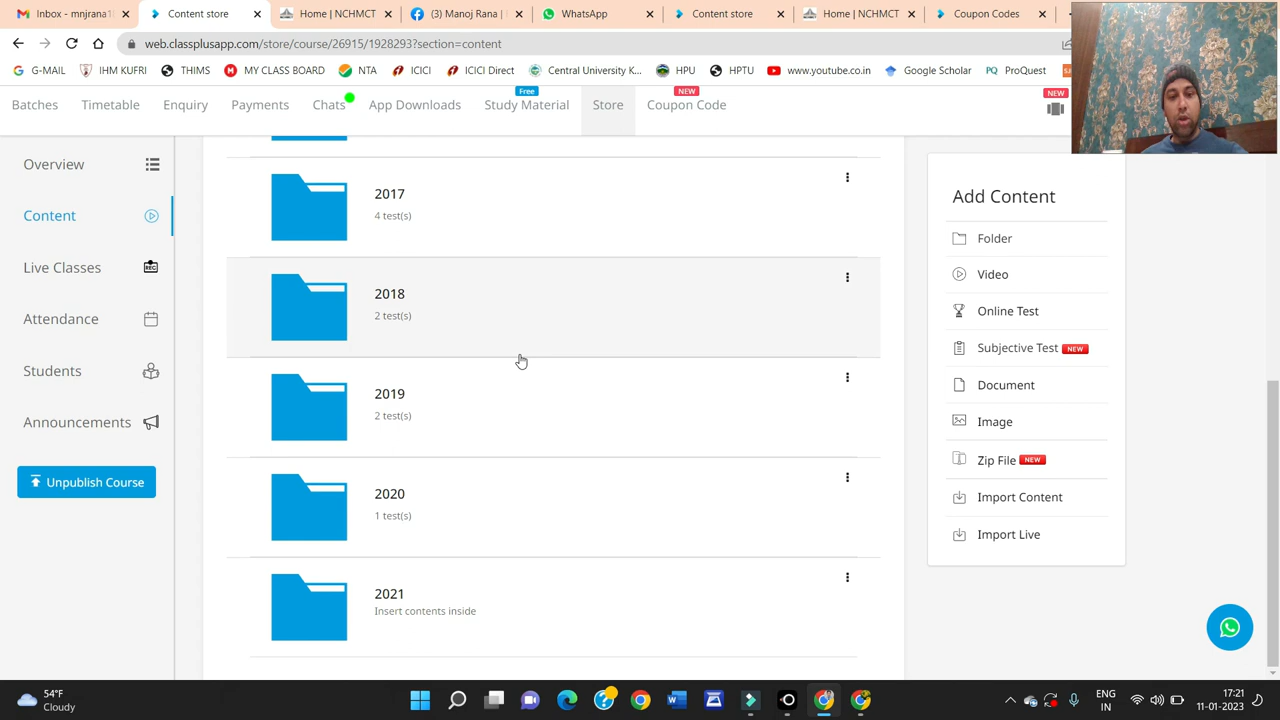 Inbox - mnjrana1@
Content store
Home | NCHMCT
(3) Manoj Rana |
WhatsApp
Content store
Home | NCHMCT
Coupon Codes
web.classplusapp.com/store/course/26915/1928293?section=content
G-MAIL
IHM KUFRI
THIMS
MY CLASS BOARD
NTA
ICICI
ICICI Direct
Central University
HPU
HPTU
www.youtube.co.in
Google Scholar
PQ ProQuest
Batches
Timetable
Enquiry
Payments
Chats
App Downloads
Free
Study Material
Store
NEW
Coupon Code
NEW
Overview
Content
Live Classes
REC
Attendance
Students
Announcements
Unpublish Course
2017
4 test(s)
2018
2 test(s)
2019
2 test(s)
2020
1 test(s)
2021
Insert contents inside
Add Content
Folder
Video
Online Test
Subjective Test NEW
Document
Image
Zip File NEW
Import Content
Import Live
54°F
Cloudy
ENG
IN
17:21
11-01-2023